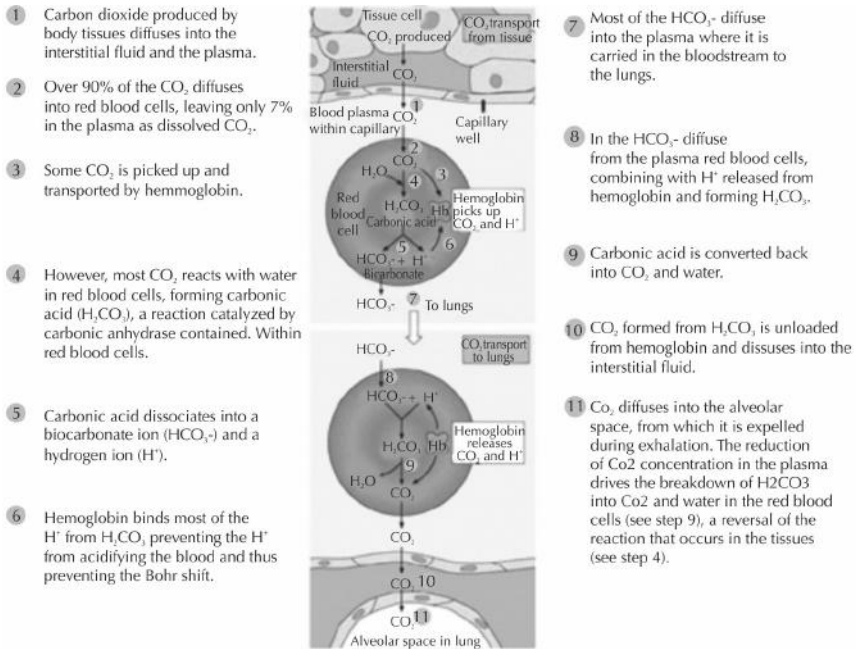 1 Carbon dioxide produced by
body tissues diffuses into the
interstitial fluid and the plasma.
2 Over 90% of the CO₂ diffuses
into red blood cells, leaving only 7%
in the plasma as dissolved CO₂.
3 Some CO₂ is picked up and
transported by hemmoglobin.
4 However, most CO₂ reacts with water
in red blood cells, forming carbonic
acid (H₂CO₃), a reaction catalyzed by
carbonic anhydrase contained. Within
red blood cells.
5 Carbonic acid dissociates into a
biocarbonate ion (HCO₃-) and a
hydrogen ion (H⁺).
6 Hemoglobin binds most of the
H⁺ from H₂CO₃ preventing the H⁺
from acidifying the blood and thus
preventing the Bohr shift.
Tissue cell
CO₂ transport
from tissue
CO₂ produced
Interstitial
fluid
CO₂
Blood plasma
within capillary
CO₂
1
Capillary
well
2
CO₂
H₂O
4
3
Red
blood
cell
H₂CO₃
Carbonic acid
Hb
Hemoglobin
picks up
CO₂ and H⁺
5
6
HCO₃- + H⁺
Bicarbonate
HCO₃-
7 To lungs
HCO₃-
CO₂ transport
to lungs
8
HCO₃- + H⁺
H₂CO₃
Hb
Hemoglobin
releases
CO₂ and H⁺
9
H₂O
CO₂
CO₂
CO₂ 10
CO₂ 11
Alveolar space in lung
7 Most of the HCO₃- diffuse
into the plasma where it is
carried in the bloodstream to
the lungs.
8 In the HCO₃- diffuse
from the plasma red blood cells,
combining with H⁺ released from
hemoglobin and forming H₂CO₃.
9 Carbonic acid is converted back
into CO₂ and water.
10 CO₂ formed from H₂CO₃ is unloaded
from hemoglobin and dissuses into the
interstitial fluid.
11 Co₂ diffuses into the alveolar
space, from which it is expelled
during exhalation. The reduction
of Co2 concentration in the plasma
drives the breakdown of H2CO3
into Co2 and water in the red blood
cells (see step 9), a reversal of the
reaction that occurs in the tissues
(see step 4).